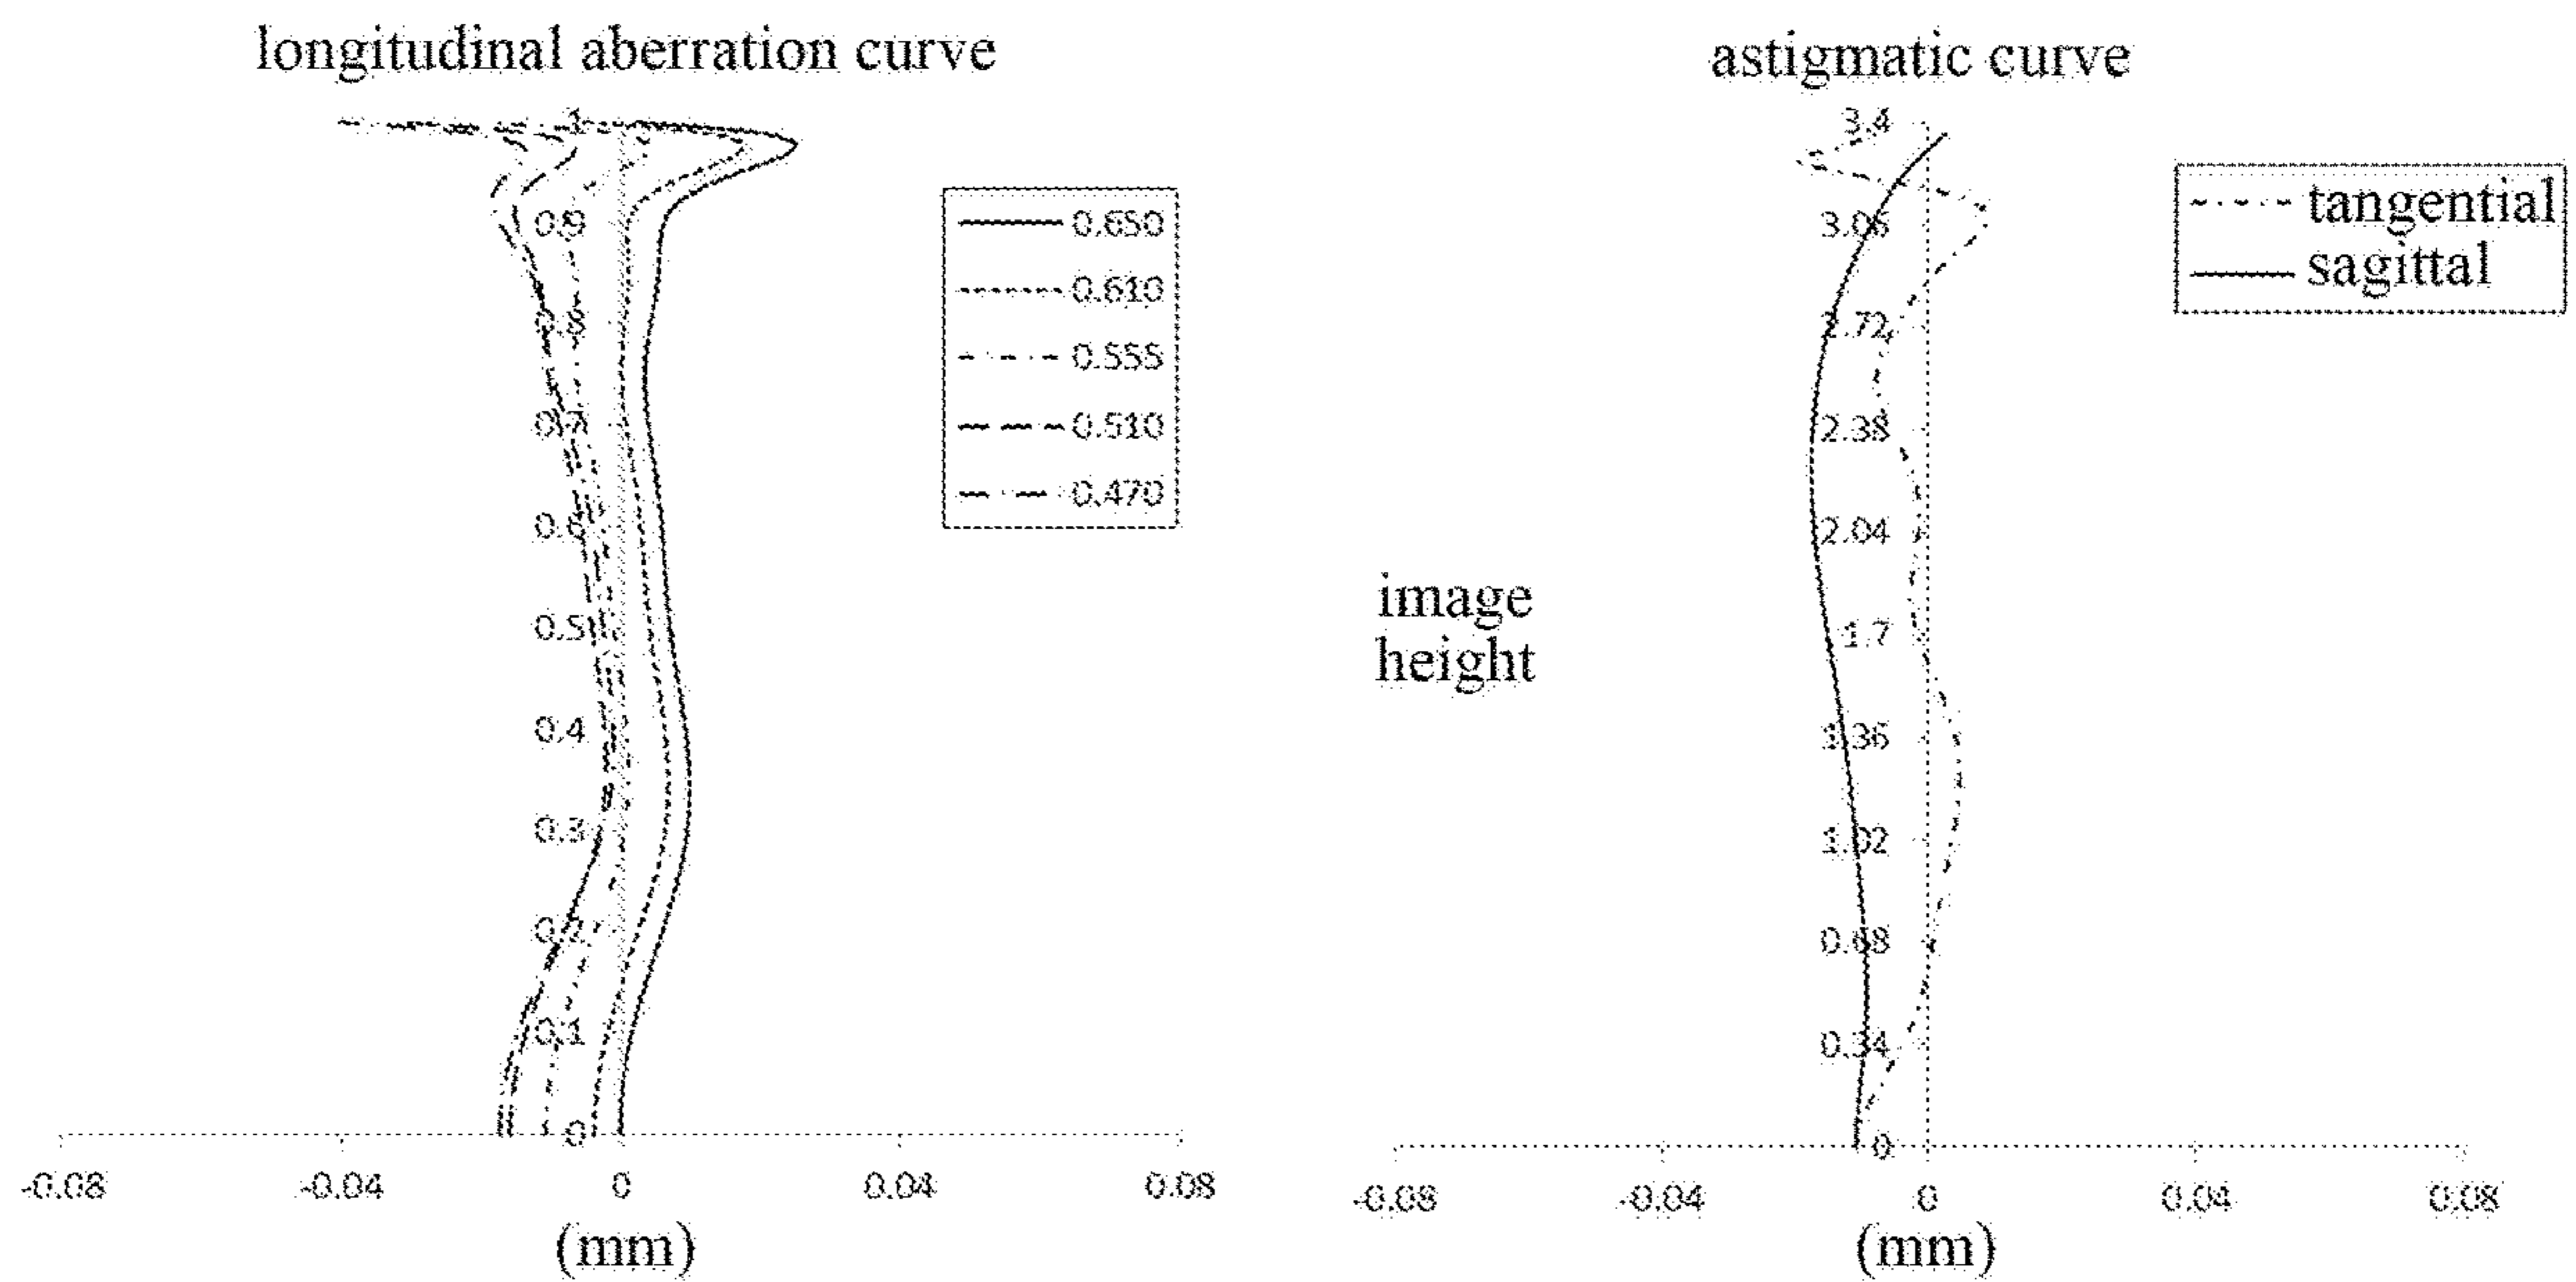 longitudinal aberration curve
1
0.9
0.8
0.7
0.6
0.5
0.4
0.3
0.2
0.1
0
-0.08 -0.04 0 0.04 0.08
(mm)
0.650
0.610
0.555
0.510
0.470
astigmatic curve
image
height
3.4
3.06
2.72
2.38
2.04
1.7
1.36
1.02
0.68
0.34
0
-0.08 -0.04 0 0.04 0.08
(mm)
tangential
sagittal